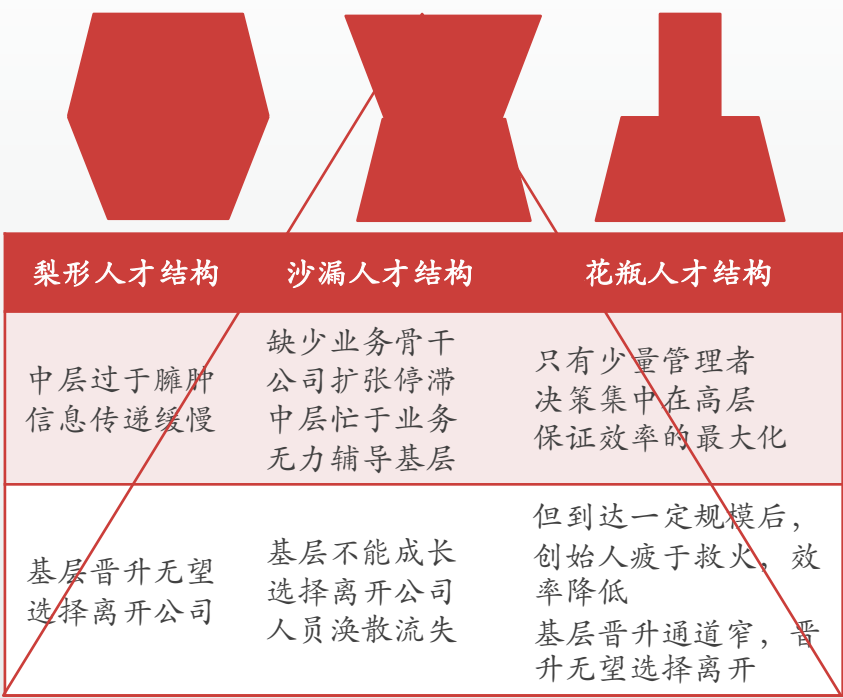 梨形人才结构 沙漏人才结构 花瓶人才结构
中层过于臃肿
信息传递缓慢
缺少业务骨干
公司扩张停滞
中层忙于业务
无力辅导基层
只有少量管理者
决策集中在高层
保证效率的最大化
基层晋升无望
选择离开公司
基层不能成长
选择离开公司
人员涣散流失
但到达一定规模后，
创始人疲于救火，效
率降低
基层晋升通道窄，晋
升无望选择离开